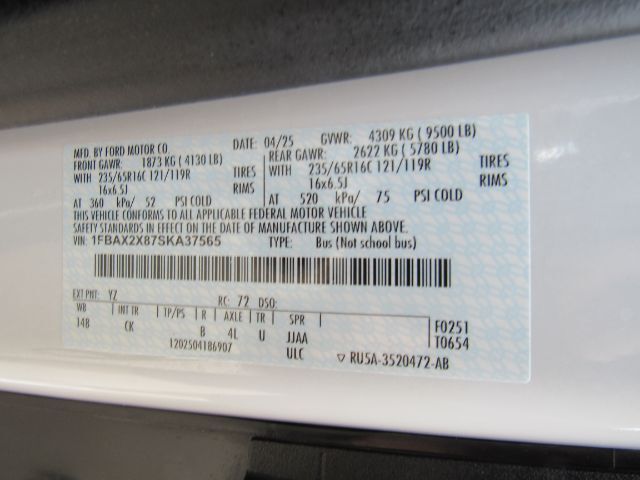 MFD. BY FORD MOTOR CO. DATE: 04/25 GVWR: 4309 KG ( 9500 LB)
FRONT GAWR: 1873 KG ( 4130 LB) REAR GAWR: 2622 KG ( 5780 LB)
WITH 235/65R16C 121/119R TIRES WITH 235/65R16C 121/119R TIRES
16x6.5J RIMS 16x6.5J RIMS
AT 360 kPa/ 52 PSI COLD AT 520 kPa/ 75 PSI COLD
THIS VEHICLE CONFORMS TO ALL APPLICABLE FEDERAL MOTOR VEHICLE
SAFETY STANDARDS IN EFFECT ON THE DATE OF MANUFACTURE SHOWN ABOVE.
VIN: 1FBAX2X87SKA37565 TYPE: Bus (Not school bus)
EXT PNT: YZ RC: 72 DSO:
WB INT TR TP/PS R AXLE TR SPR F0251
14B CK B 4L U JJAA T0654
1202504186907 ULC ▽ RU5A-3520472-AB